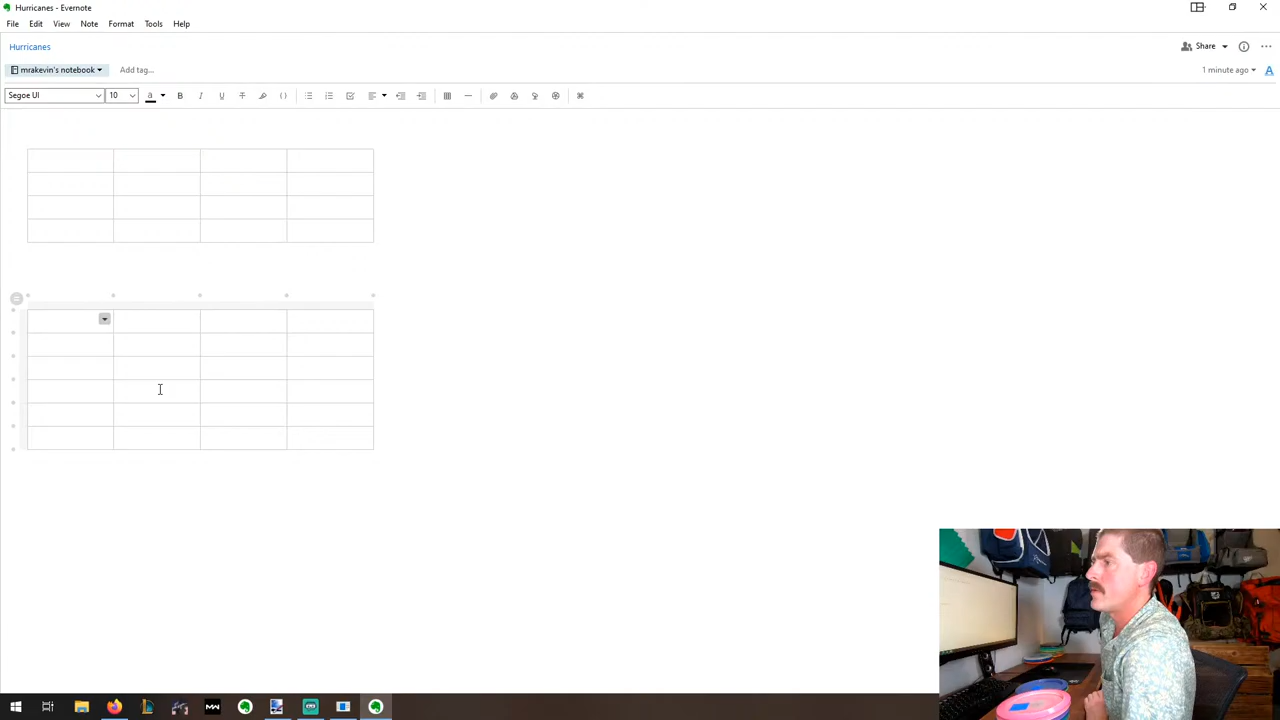 Hurricanes - Evernote
File Edit View Note Format Tools Help
Hurricanes
Share
mrakevin's notebook
Add tag...
1 minute ago
Segoe UI
10
a
B
I
U
T
A